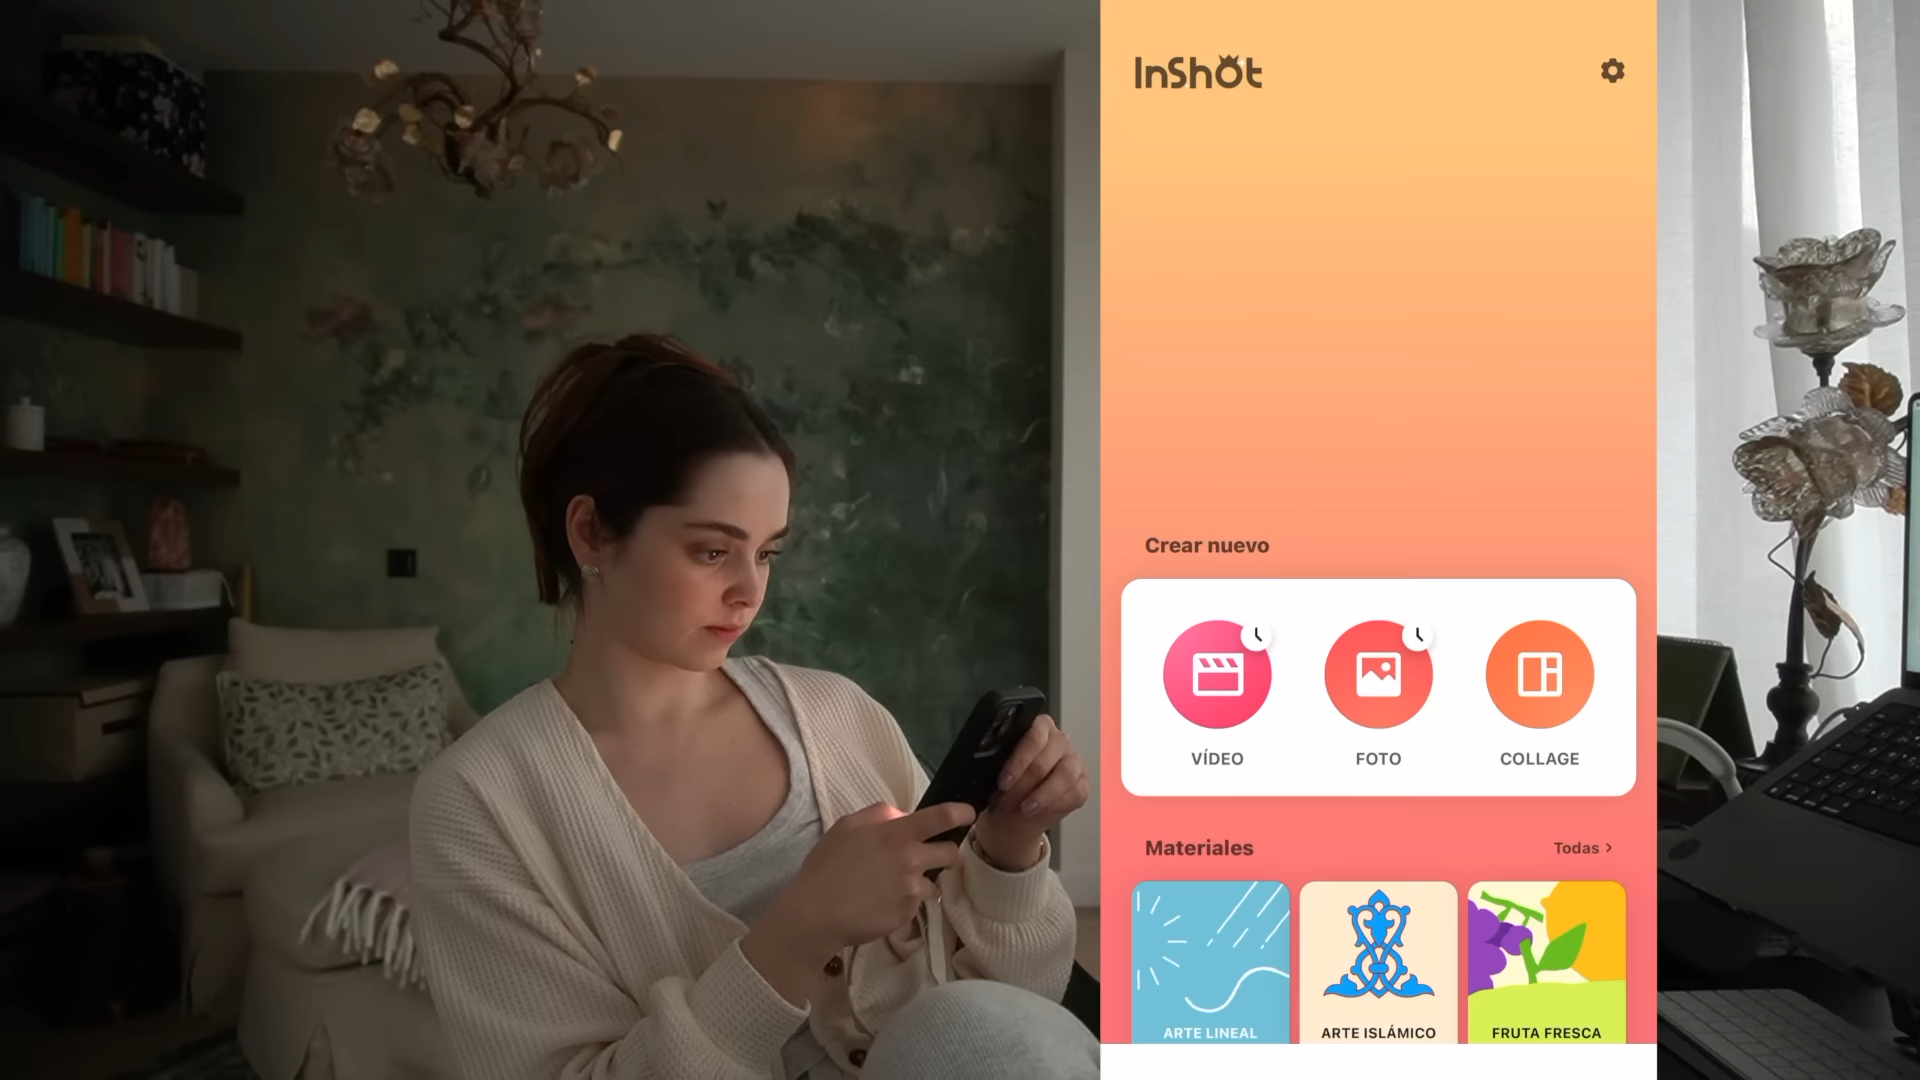 InShot
Crear nuevo
VÍDEO
FOTO
COLLAGE
Materiales
Todas >
ARTE LINEAL
ARTE ISLÁMICO
FRUTA FRESCA